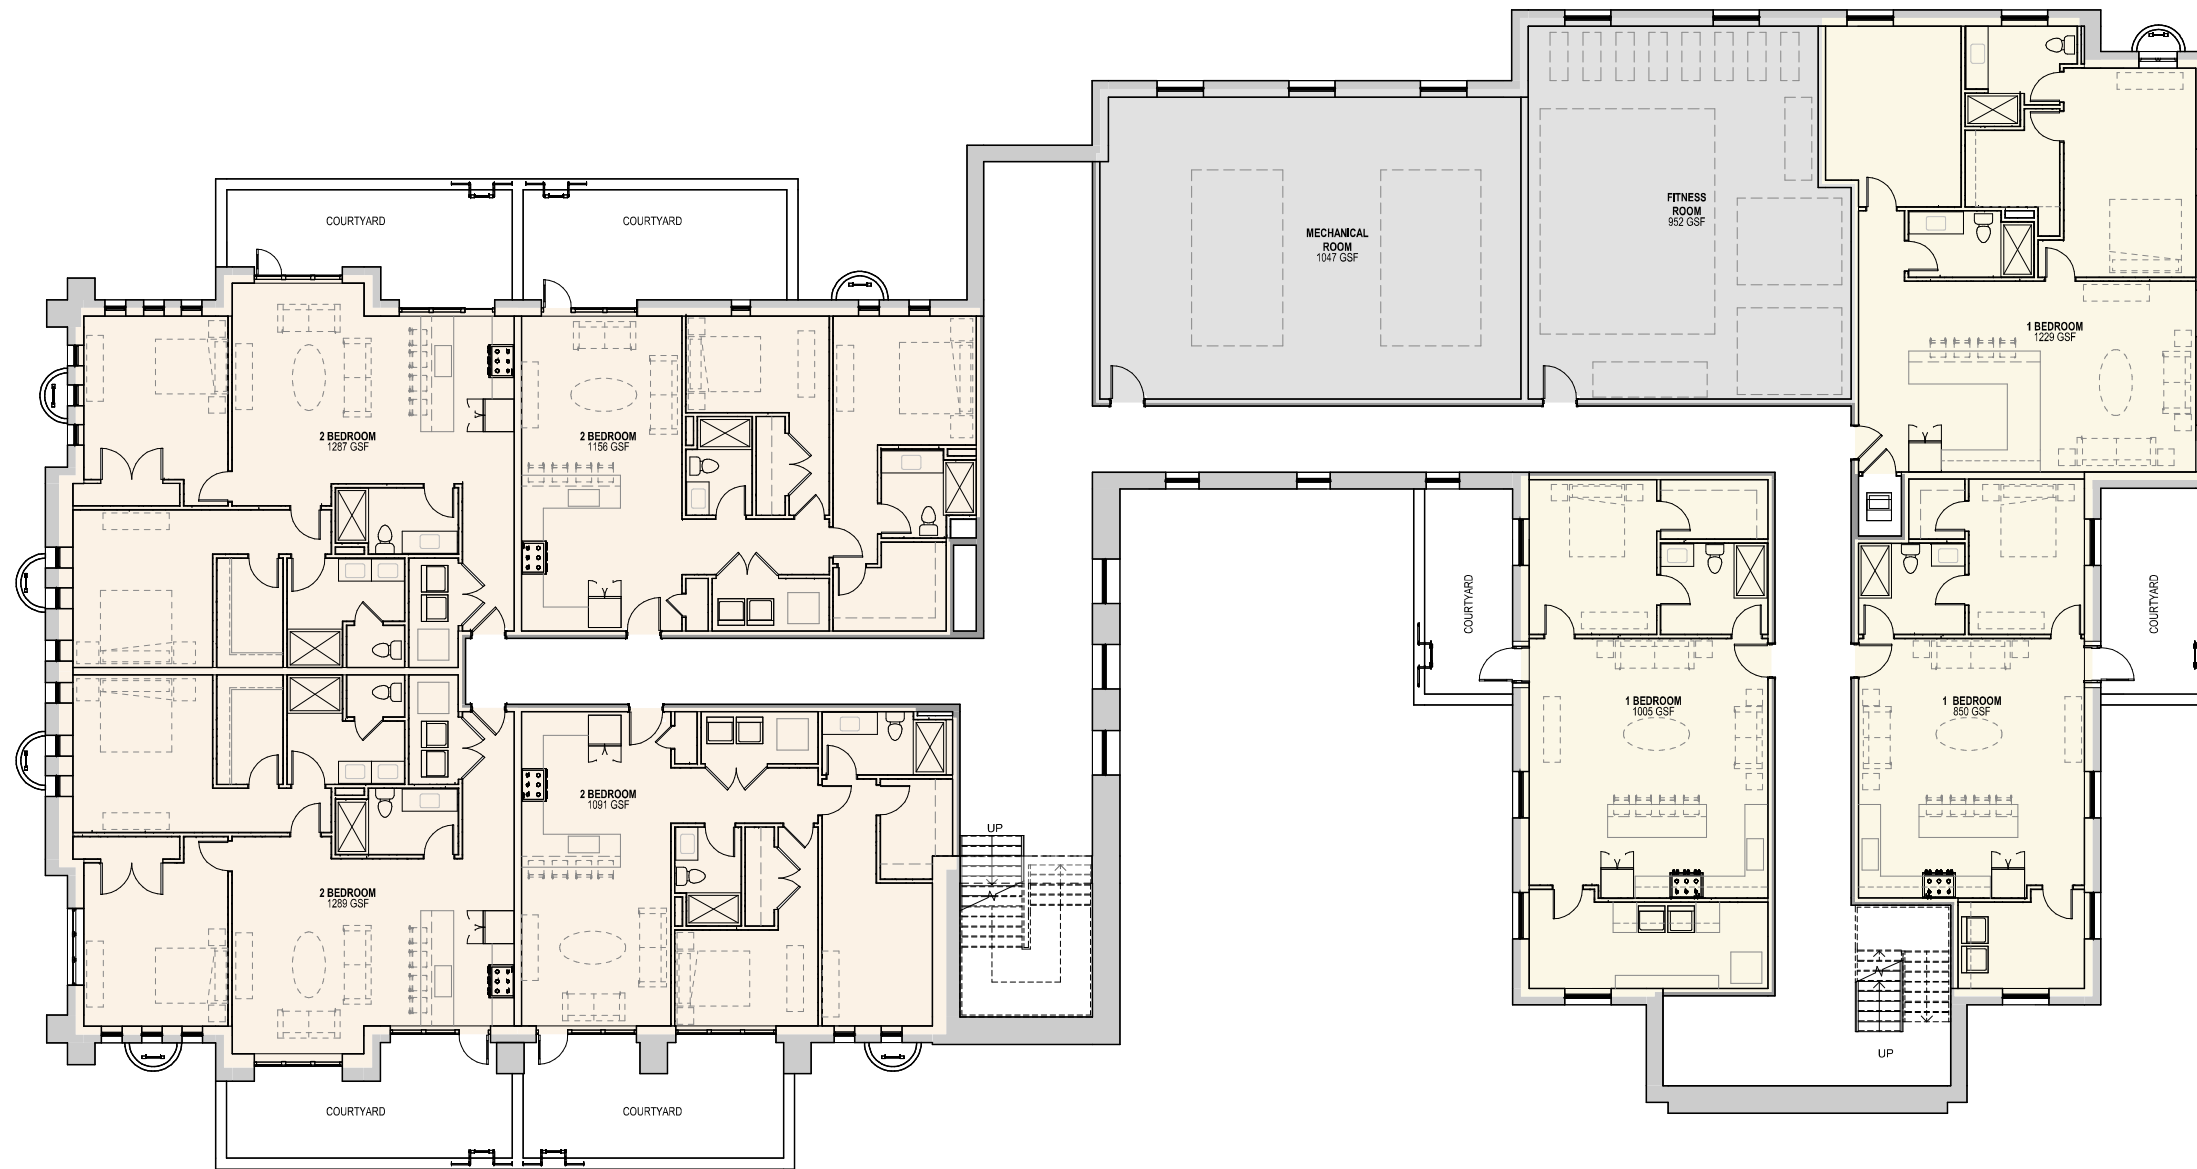 COURTYARD
COURTYARD
FITNESS
ROOM
952 GSF
MECHANICAL
ROOM
1047 GSF
1 BEDROOM
1229 GSF
2 BEDROOM
1287 GSF
2 BEDROOM
1156 GSF
COURTYARD
COURTYARD
1 BEDROOM
1005 GSF
1 BEDROOM
850 GSF
2 BEDROOM
1091 GSF
UP
2 BEDROOM
1289 GSF
UP
COURTYARD
COURTYARD